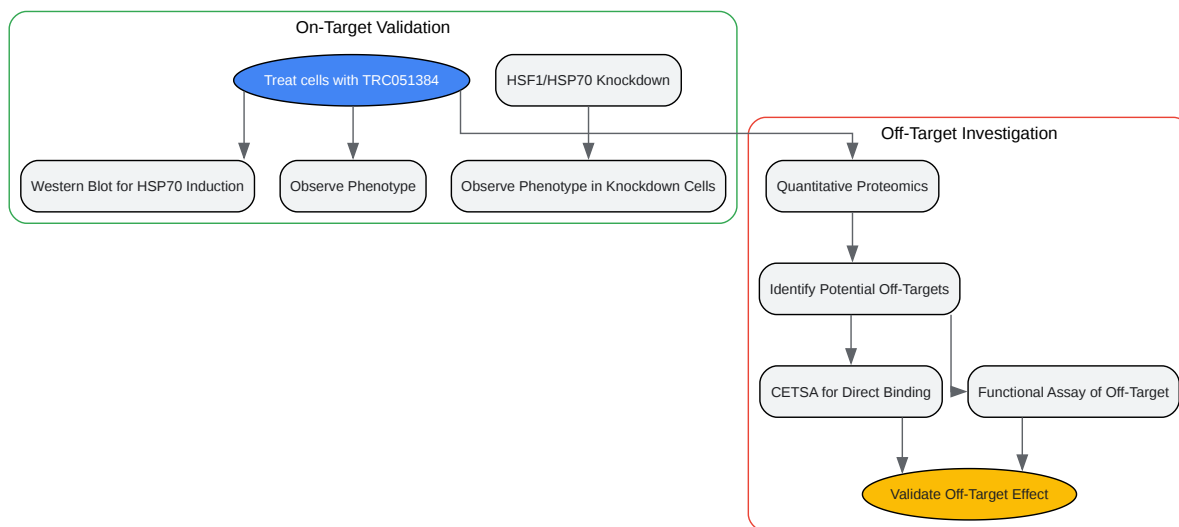 On-Target Validation
Treat cells with TRC051384
HSF1/HSP70 Knockdown
Western Blot for HSP70 Induction
Observe Phenotype
Observe Phenotype in Knockdown Cells
Off-Target Investigation
Quantitative Proteomics
Identify Potential Off-Targets
CETSA for Direct Binding
Functional Assay of Off-Target
Validate Off-Target Effect